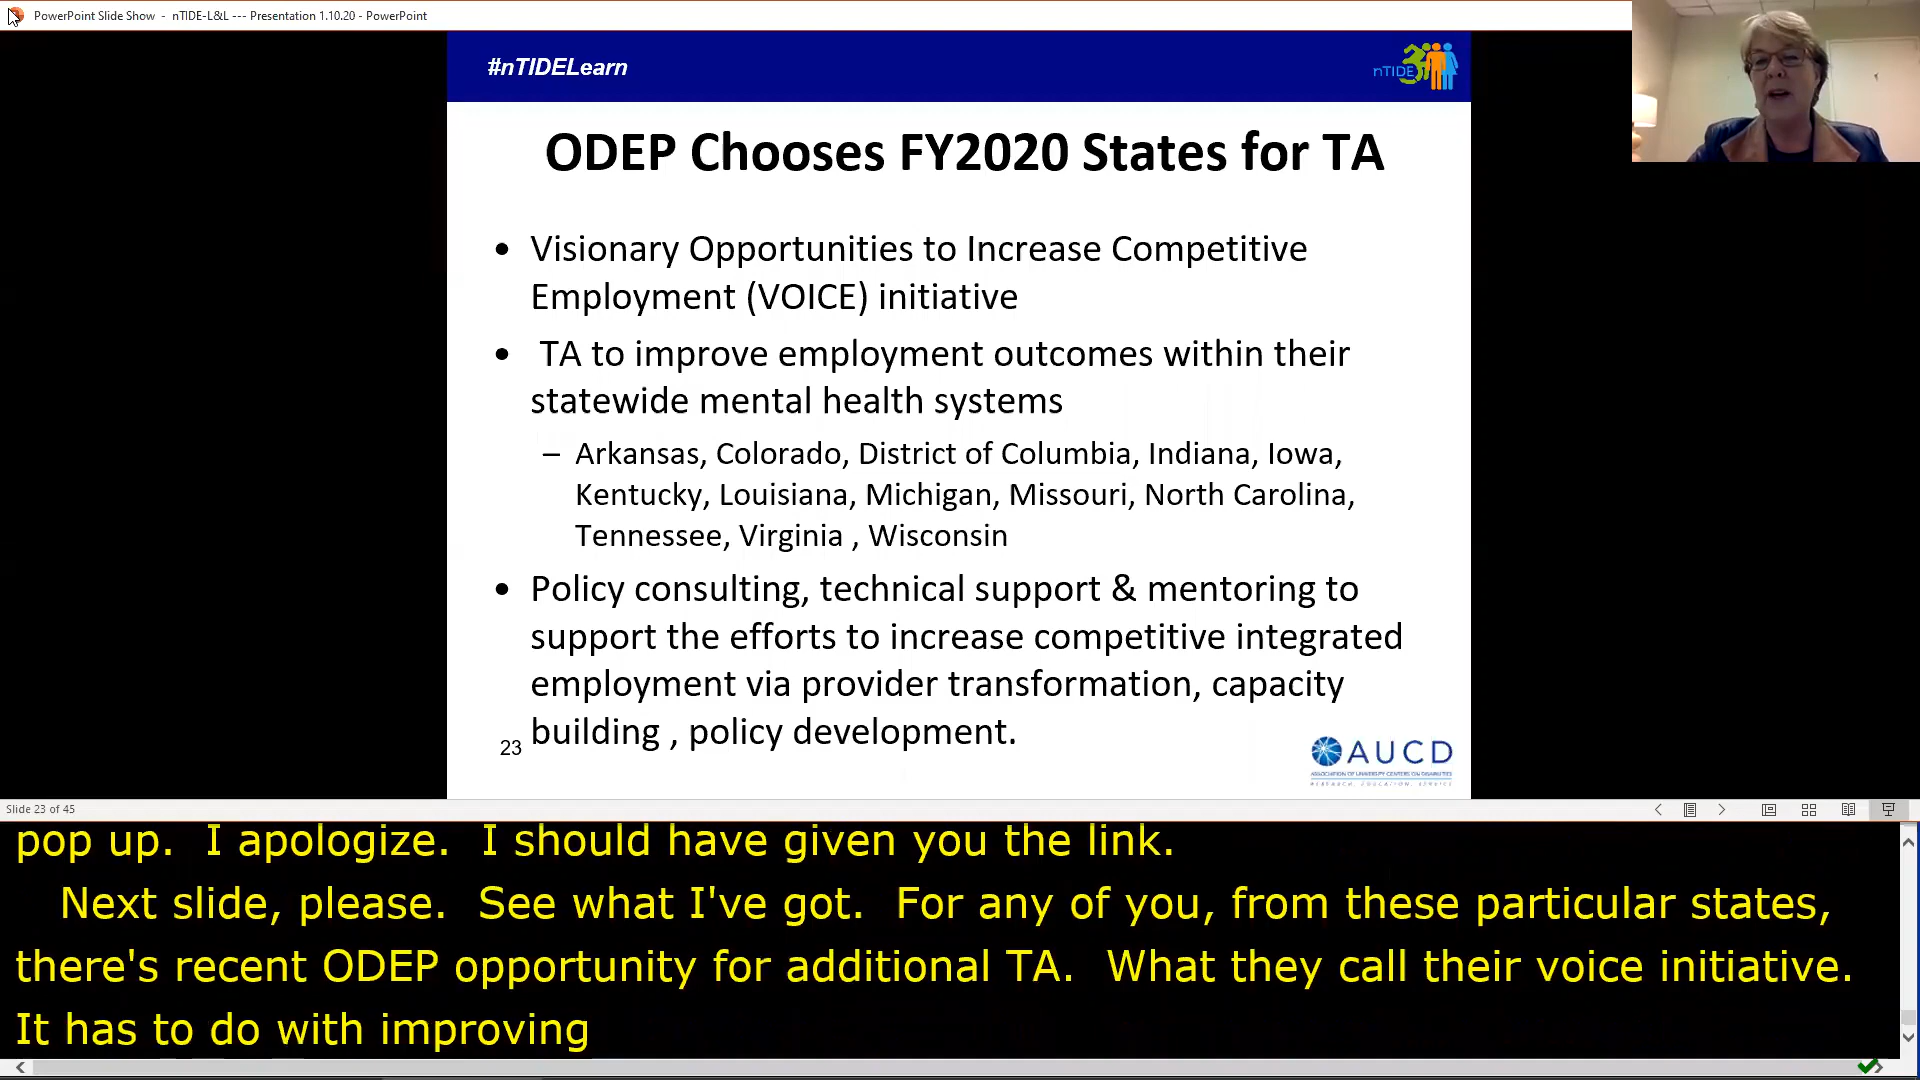 PowerPoint Slide Show - nTIDE-L&L --- Presentation 1.10.20 - PowerPoint
#nTIDELearn
nTIDE
ODEP Chooses FY2020 States for TA
• Visionary Opportunities to Increase Competitive
Employment (VOICE) initiative
• TA to improve employment outcomes within their
statewide mental health systems
– Arkansas, Colorado, District of Columbia, Indiana, Iowa,
Kentucky, Louisiana, Michigan, Missouri, North Carolina,
Tennessee, Virginia , Wisconsin
• Policy consulting, technical support & mentoring to
support the efforts to increase competitive integrated
employment via provider transformation, capacity
building , policy development.
23
AUCD
ASSOCIATION OF UNIVERSITY CENTERS ON DISABILITIES
RESEARCH, EDUCATION, SERVICE
Slide 23 of 45
pop up.  I apologize.  I should have given you the link.
Next slide, please.  See what I've got.  For any of you, from these particular states,
there's recent ODEP opportunity for additional TA.  What they call their voice initiative.
It has to do with improving